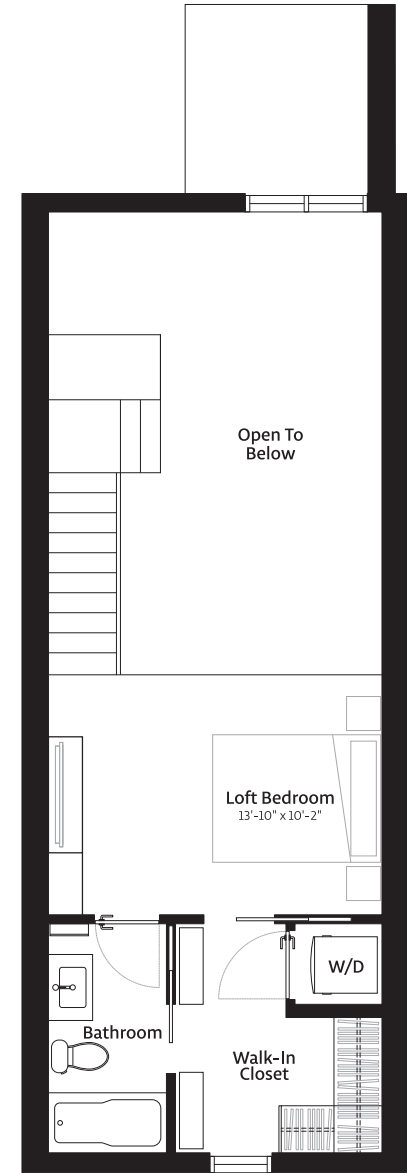 Open To
Below
Loft Bedroom
13'-10" x 10'-2"
W/D
Bathroom
Walk-In
Closet